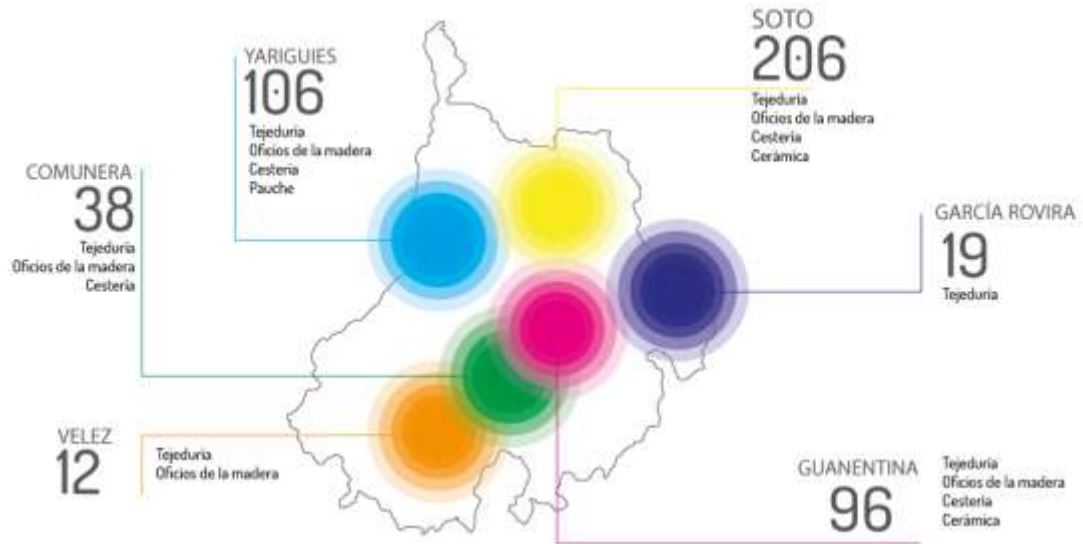 YARIGUIES
106
Tejeduría
Oficios de la madera
Cestería
Pauche
SOTO
206
Tejeduría
Oficios de la madera
Cestería
Cerámica
COMUNERA
38
Tejeduría
Oficios de la madera
Cestería
GARCÍA ROVIRA
19
Tejeduría
VELEZ
12
Tejeduría
Oficios de la madera
GUANENTINA
96
Tejeduría
Oficios de la madera
Cestería
Cerámica